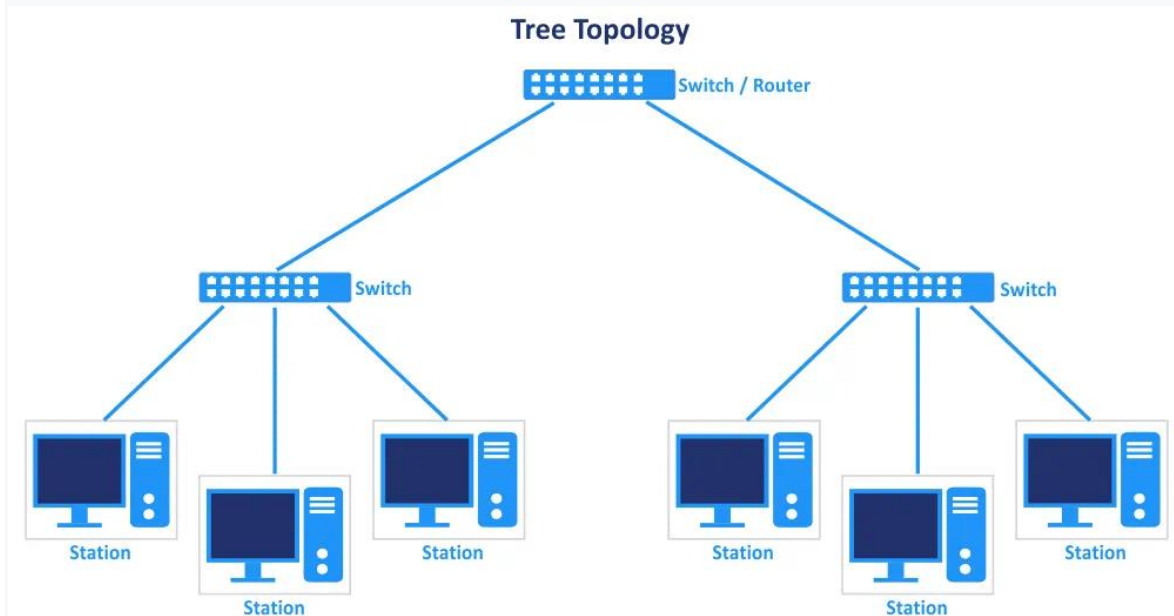 Tree Topology
Switch / Router
Switch
Switch
Station
Station
Station
Station
Station
Station